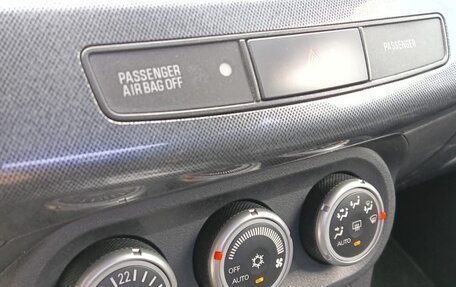 PASSENGER
AIR BAG OFF
PASSENGER
22
OFF
AUTO
AUTO